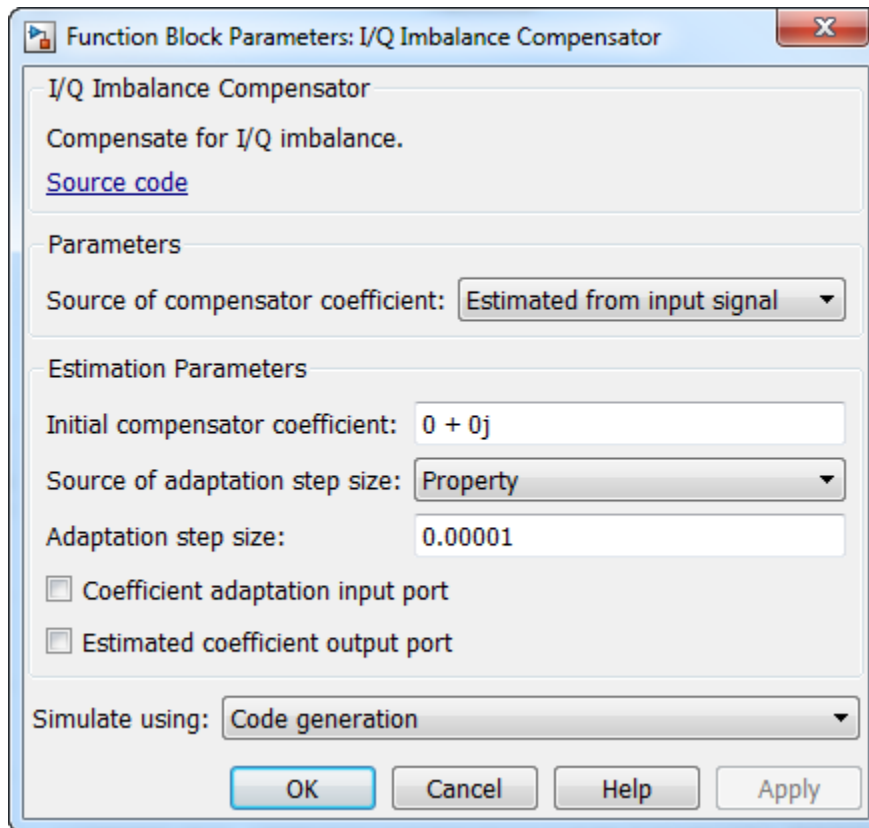 Function Block Parameters: I/Q Imbalance Compensator
I/Q Imbalance Compensator
Compensate for I/Q imbalance.
Source code
Parameters
Source of compensator coefficient: Estimated from input signal
Estimation Parameters
Initial compensator coefficient: 0 + 0j
Source of adaptation step size: Property
Adaptation step size: 0.00001
Coefficient adaptation input port
Estimated coefficient output port
Simulate using: Code generation
OK Cancel Help Apply